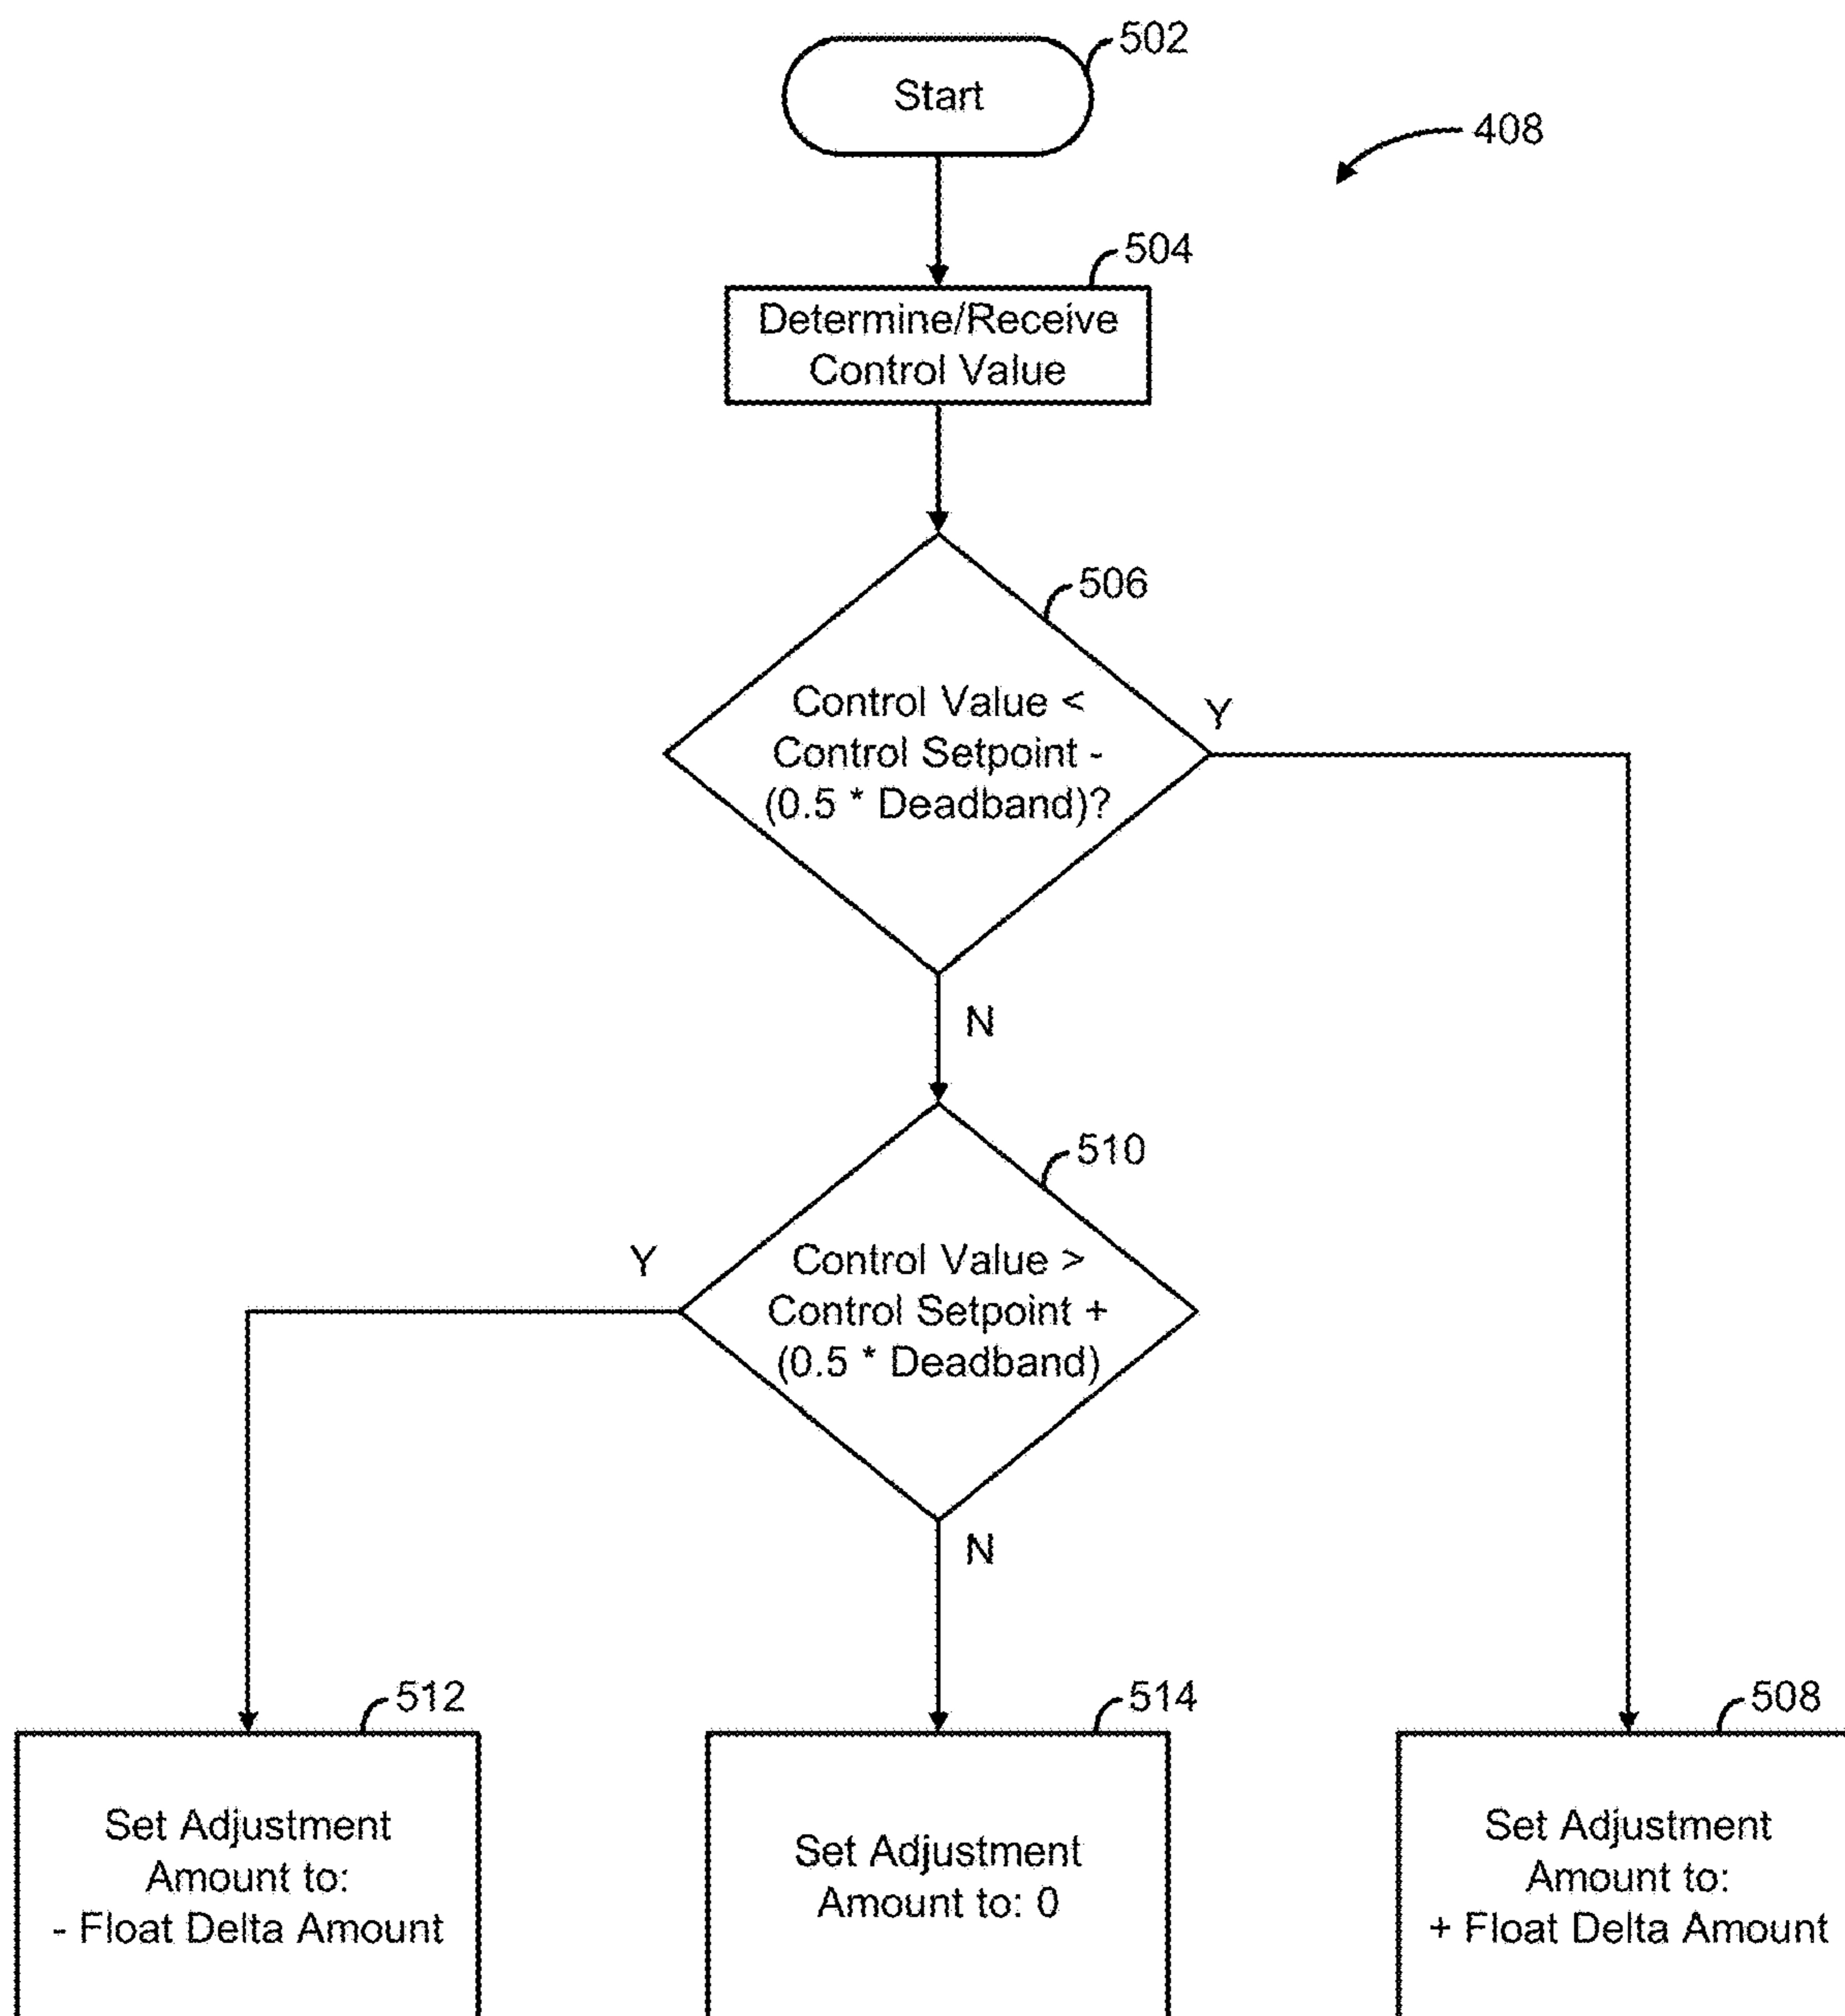 502
Start
408
504
Determine/Receive
Control Value
506
Control Value <
Control Setpoint -
(0.5 * Deadband)?
Y
N
510
Control Value >
Control Setpoint +
(0.5 * Deadband)
Y
N
512
Set Adjustment
Amount to:
- Float Delta Amount
514
Set Adjustment
Amount to: 0
508
Set Adjustment
Amount to:
+ Float Delta Amount